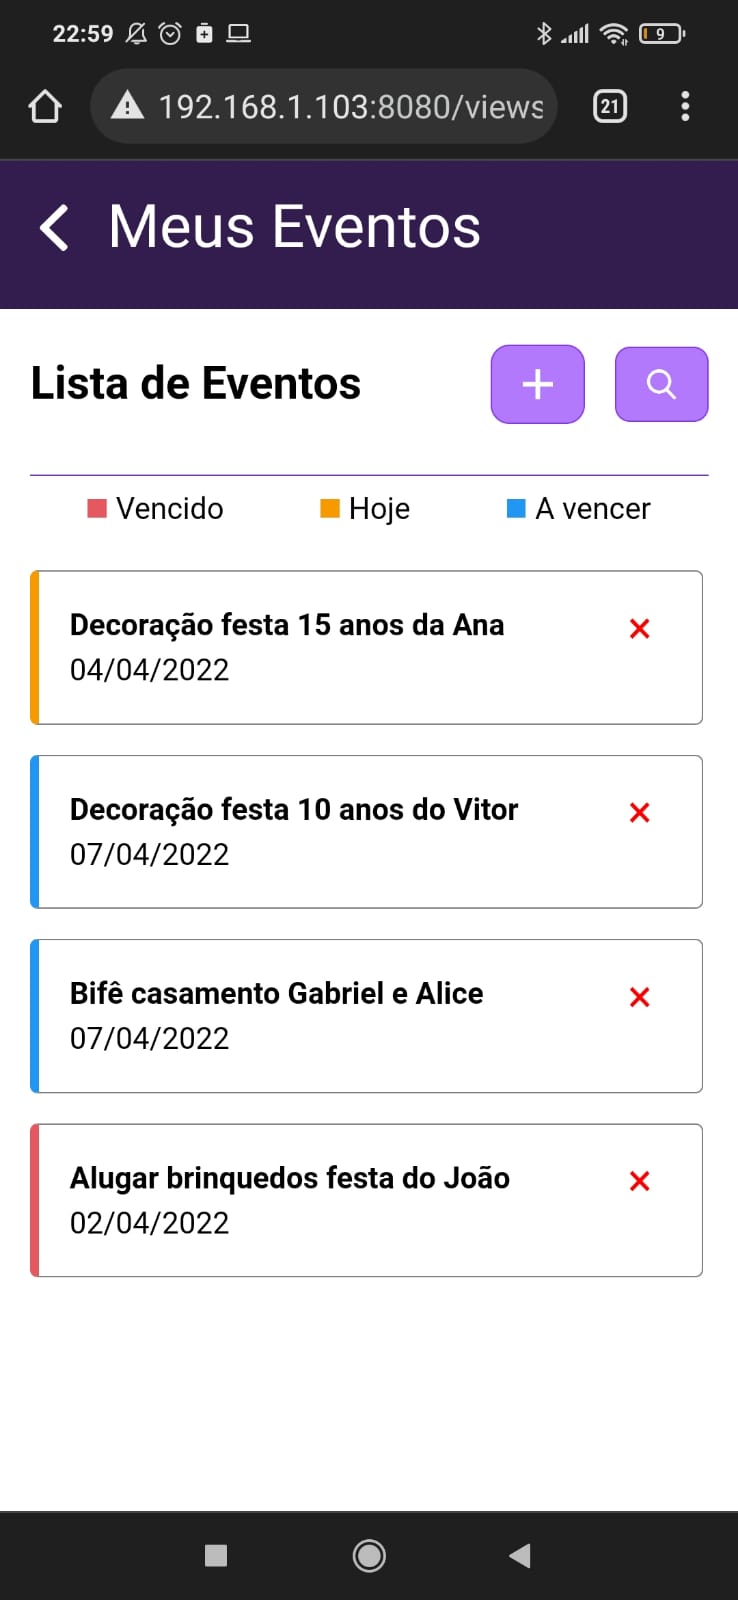 22:59
9
192.168.1.103:8080/views
21
Meus Eventos
Lista de Eventos
Vencido Hoje A vencer
Decoração festa 15 anos da Ana
04/04/2022
Decoração festa 10 anos do Vitor
07/04/2022
Bifê casamento Gabriel e Alice
07/04/2022
Alugar brinquedos festa do João
02/04/2022